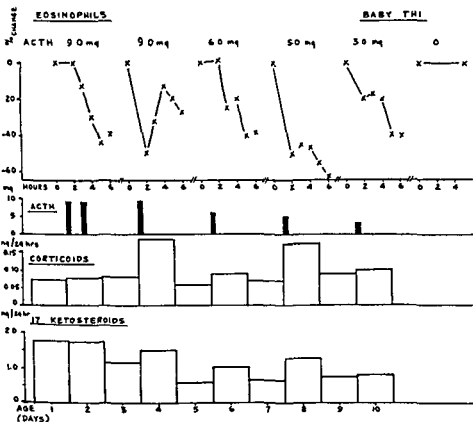 EOSINOPHILS BABY THI
% CHANGE
ACTH 90 mg 90 mg 60 mg 50 mg 30 mg 0
0
-20
-40
-60
HOURS 0 2 4 6 0 2 4 6 0 2 4 6 0 2 4 6 0 2 4 6 0 2 4
mg
10
5
0
ACTH
mg/24 hrs
0.15
0.10
0.05
0
CORTICOIDS
mg/24hr
2.0
1.0
0
17 KETOSTEROIDS
AGE 1 2 3 4 5 6 7 8 9 10
(DAYS)